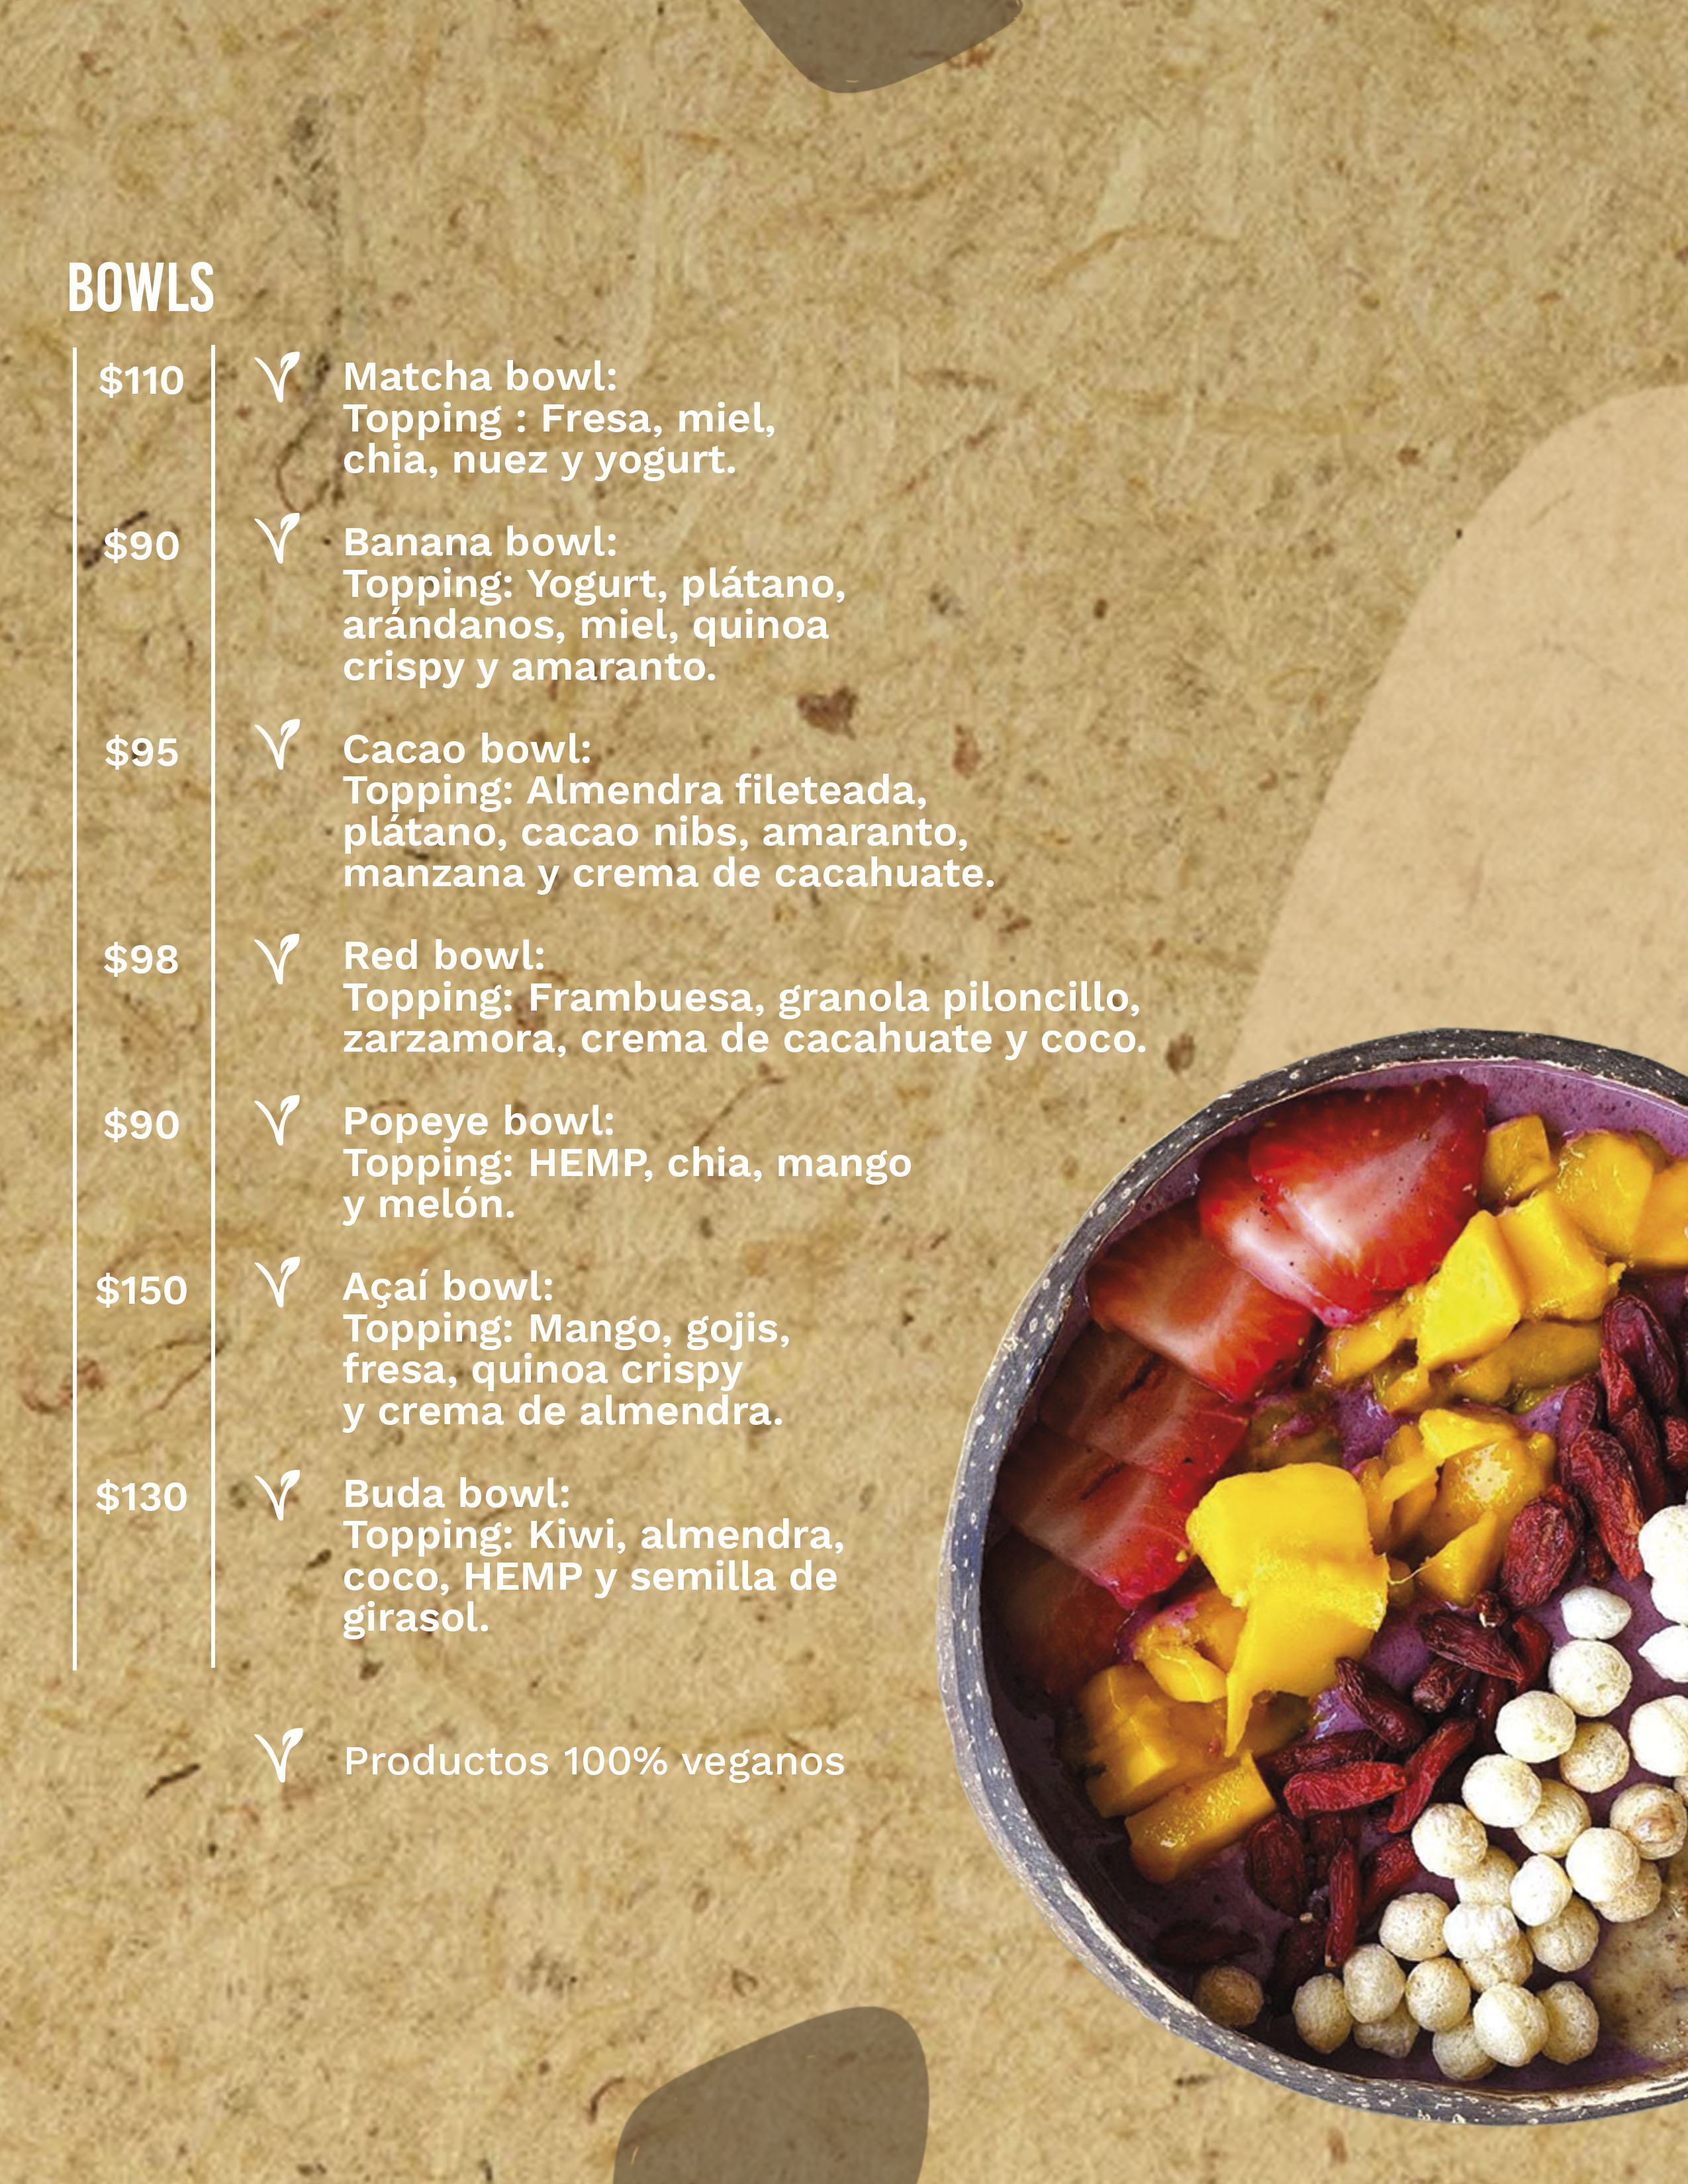 BOWLS
$110
Matcha bowl:
Topping : Fresa, miel,
chia, nuez y yogurt.
$90
Banana bowl:
Topping: Yogurt, plátano,
arándanos, miel, quinoa
crispy y amaranto.
$95
Cacao bowl:
Topping: Almendra fileteada,
plátano, cacao nibs, amaranto,
manzana y crema de cacahuate.
$98
Red bowl:
Topping: Frambuesa, granola piloncillo,
zarzamora, crema de cacahuate y coco.
$90
Popeye bowl:
Topping: HEMP, chia, mango
y melón.
$150
Açaí bowl:
Topping: Mango, gojis,
fresa, quinoa crispy
y crema de almendra.
$130
Buda bowl:
Topping: Kiwi, almendra,
coco, HEMP y semilla de
girasol.
Productos 100% veganos